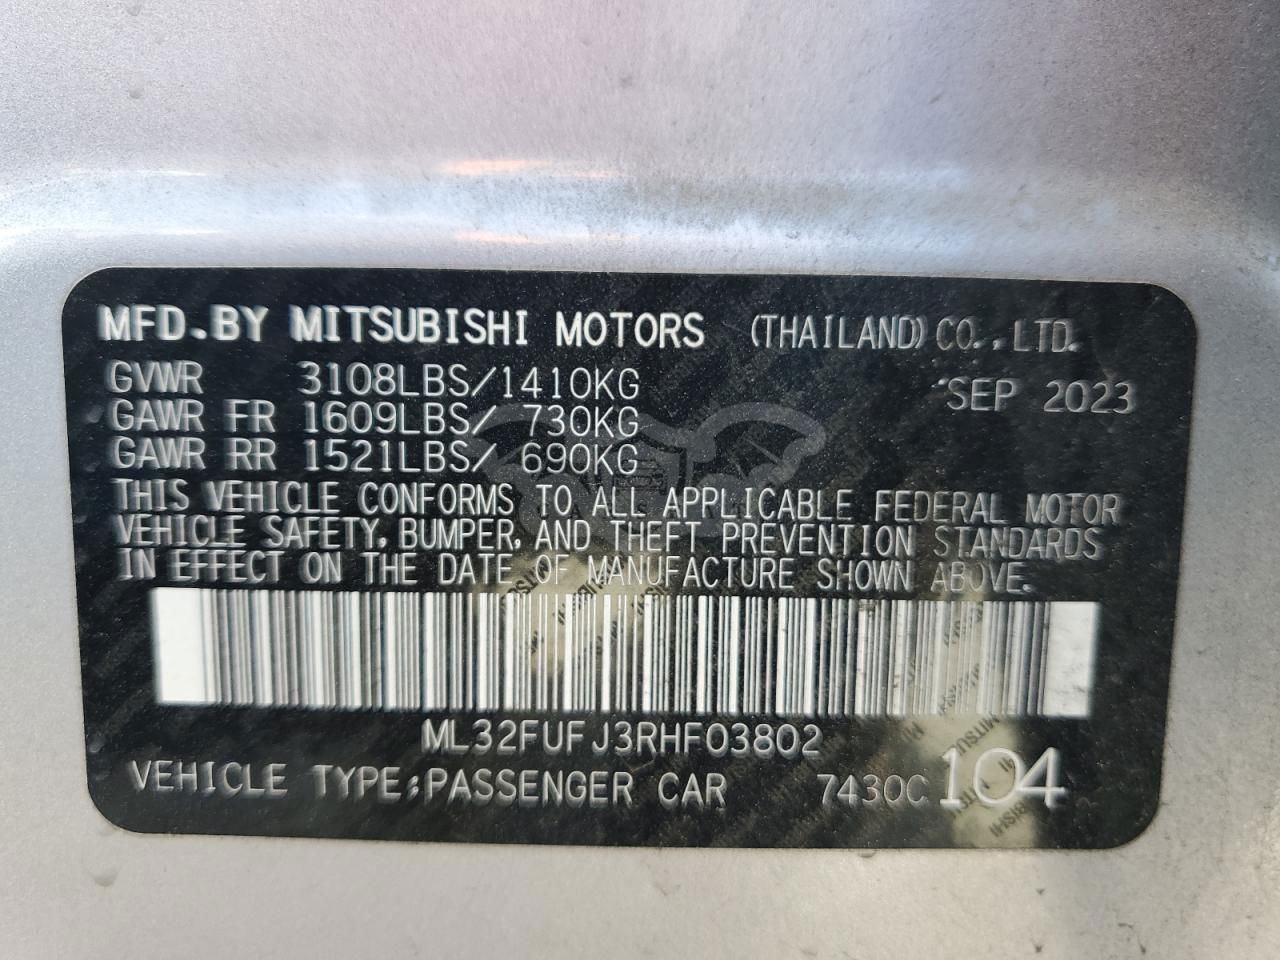 MFD.BY MITSUBISHI MOTORS (THAILAND) CO.,LTD.
GVWR 3108LBS/1410KG SEP 2023
GAWR FR 1609LBS/ 730KG
GAWR RR 1521LBS/ 690KG
THIS VEHICLE CONFORMS TO ALL APPLICABLE FEDERAL MOTOR
VEHICLE SAFETY, BUMPER, AND THEFT PREVENTION STANDARDS
IN EFFECT ON THE DATE OF MANUFACTURE SHOWN ABOVE.
ML32FUFJ3RHF03802
VEHICLE TYPE:PASSENGER CAR 7430C 104